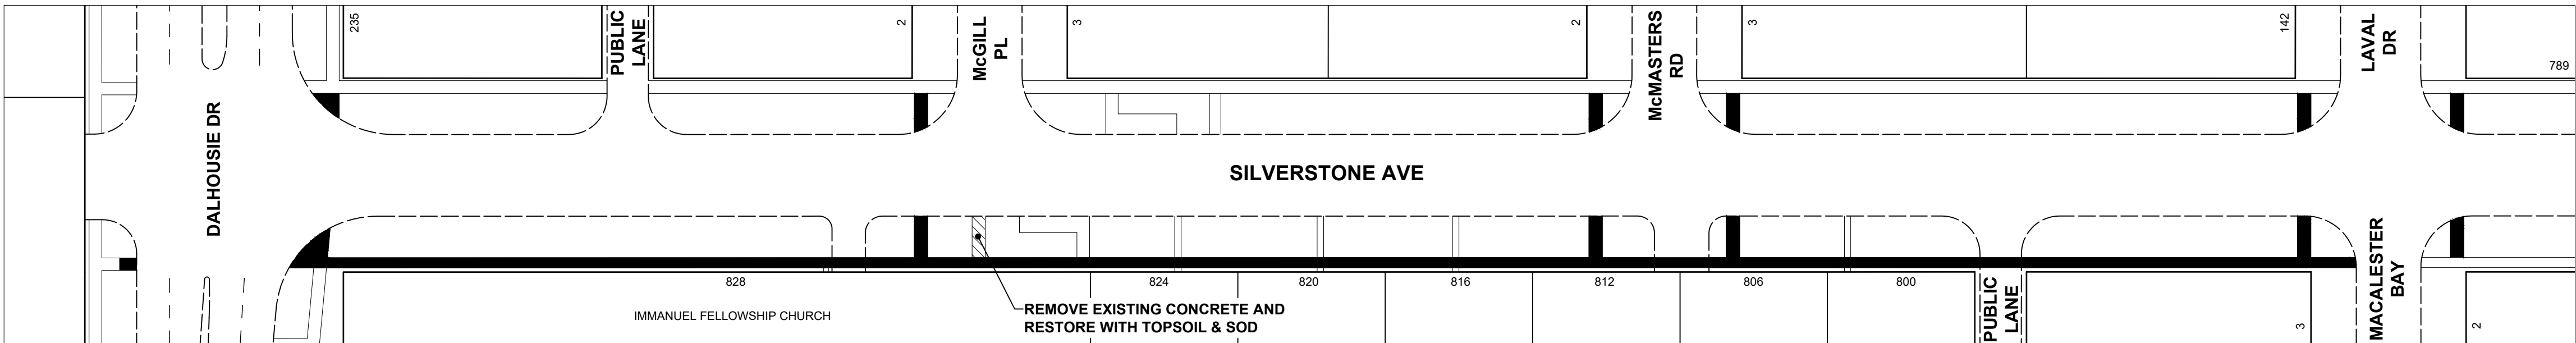 235
PUBLIC
LANE
2
McGILL
PL
3
2
McMASTERS
RD
3
142
LAVAL
DR
789
DALHOUSIE DR
SILVERSTONE AVE
828
824
820
816
812
806
800
IMMANUEL FELLOWSHIP CHURCH
REMOVE EXISTING CONCRETE AND
RESTORE WITH TOPSOIL & SOD
PUBLIC
LANE
3
MACALESTER
BAY
2